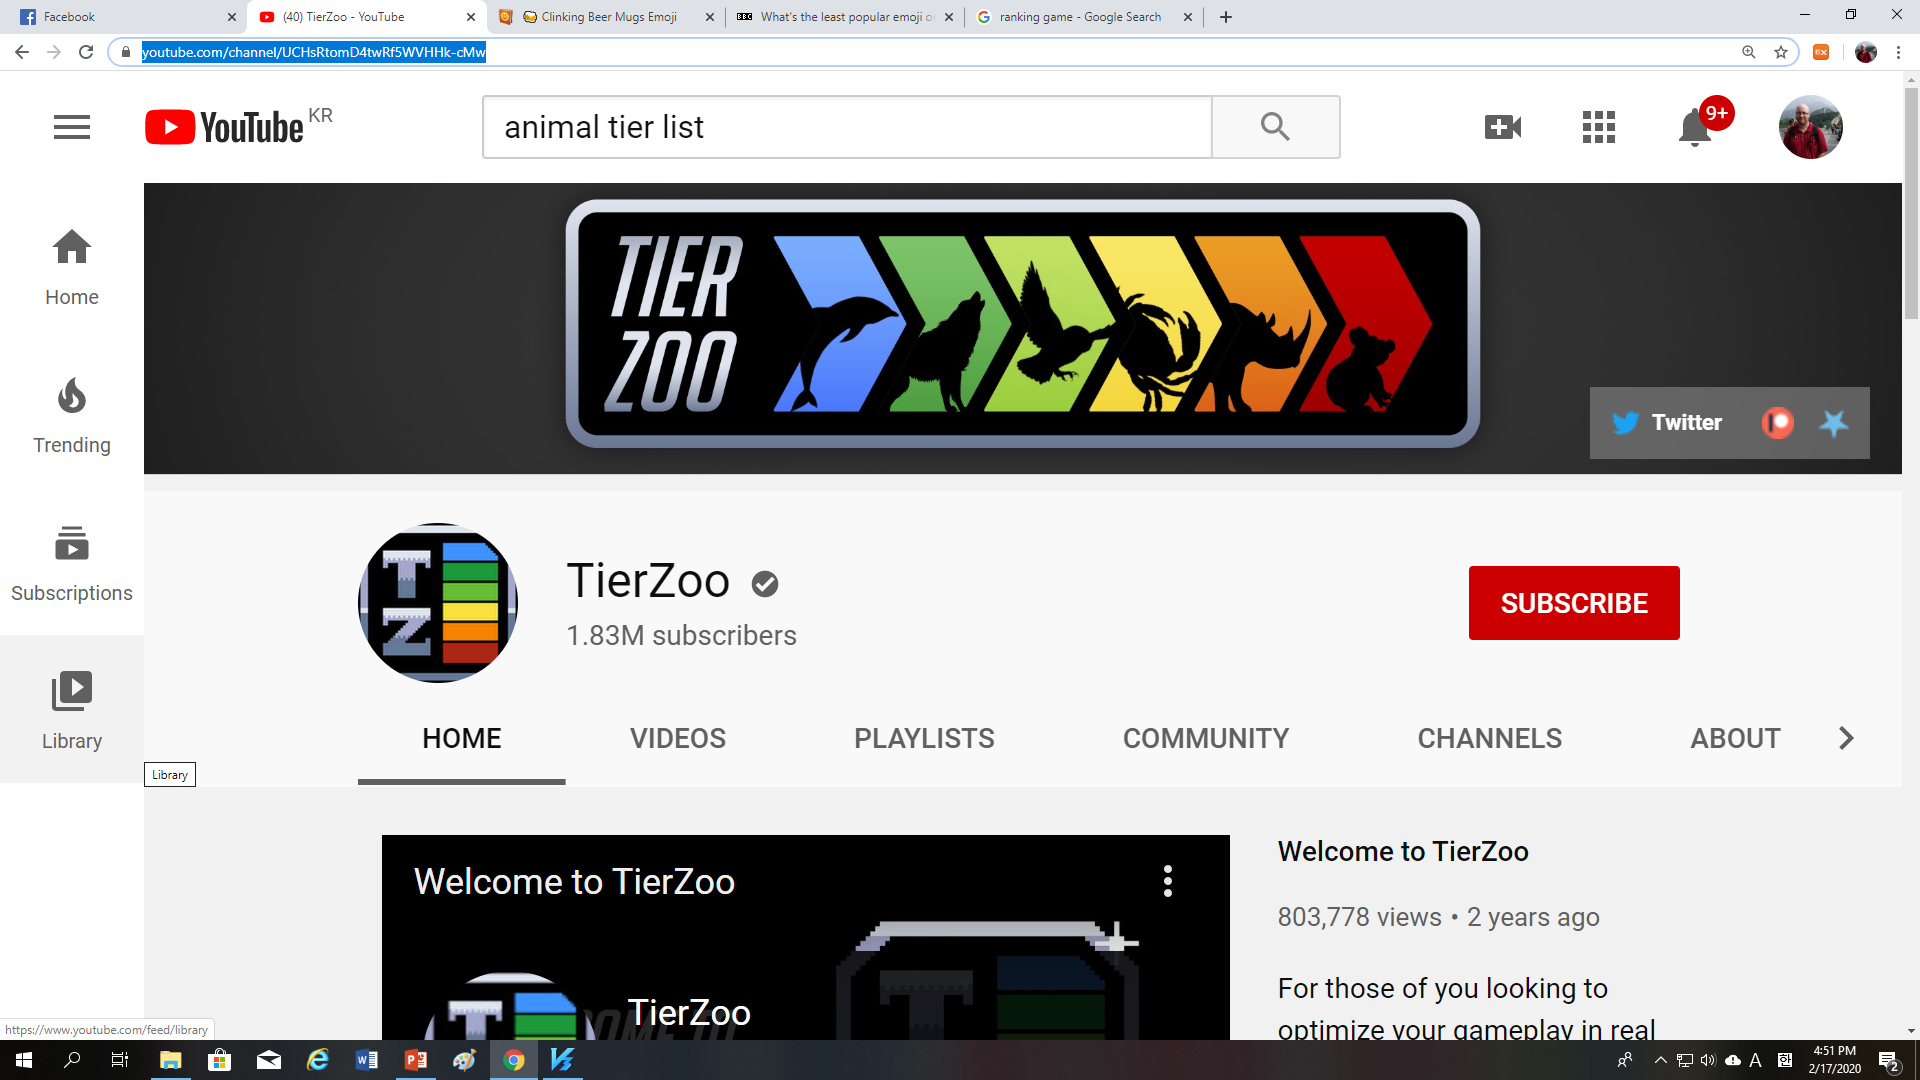 Facebook
(40) TierZoo - YouTube
Clinking Beer Mugs Emoji
BBC
What's the least popular emoji o
ranking game - Google Search
youtube.com/channel/UCHsRtomD4twRf5WVHHk-cMw
YouTube KR
animal tier list
9+
Home
Trending
Subscriptions
Library
Library
TIER
ZOO
Twitter
TZ
TierZoo
1.83M subscribers
SUBSCRIBE
HOME
VIDEOS
PLAYLISTS
COMMUNITY
CHANNELS
ABOUT
Welcome to TierZoo
TierZoo
Welcome to TierZoo
803,778 views • 2 years ago
For those of you looking to
optimize your gameplay in real
https://www.youtube.com/feed/library
A
4:51 PM
2/17/2020
2